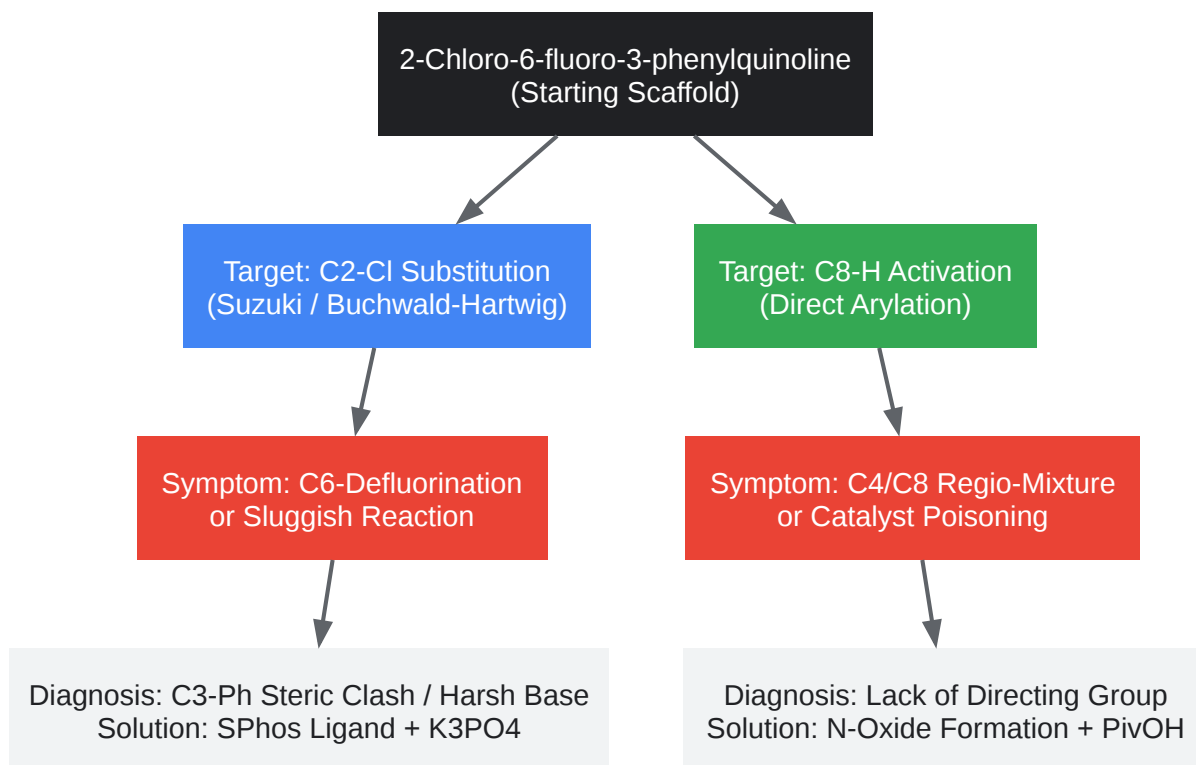 2-Chloro-6-fluoro-3-phenylquinoline
(Starting Scaffold)
Target: C2-Cl Substitution
(Suzuki / Buchwald-Hartwig)
Target: C8-H Activation
(Direct Arylation)
Symptom: C6-Defluorination
or Sluggish Reaction
Symptom: C4/C8 Regio-Mixture
or Catalyst Poisoning
Diagnosis: C3-Ph Steric Clash / Harsh Base
Solution: SPhos Ligand + K3PO4
Diagnosis: Lack of Directing Group
Solution: N-Oxide Formation + PivOH